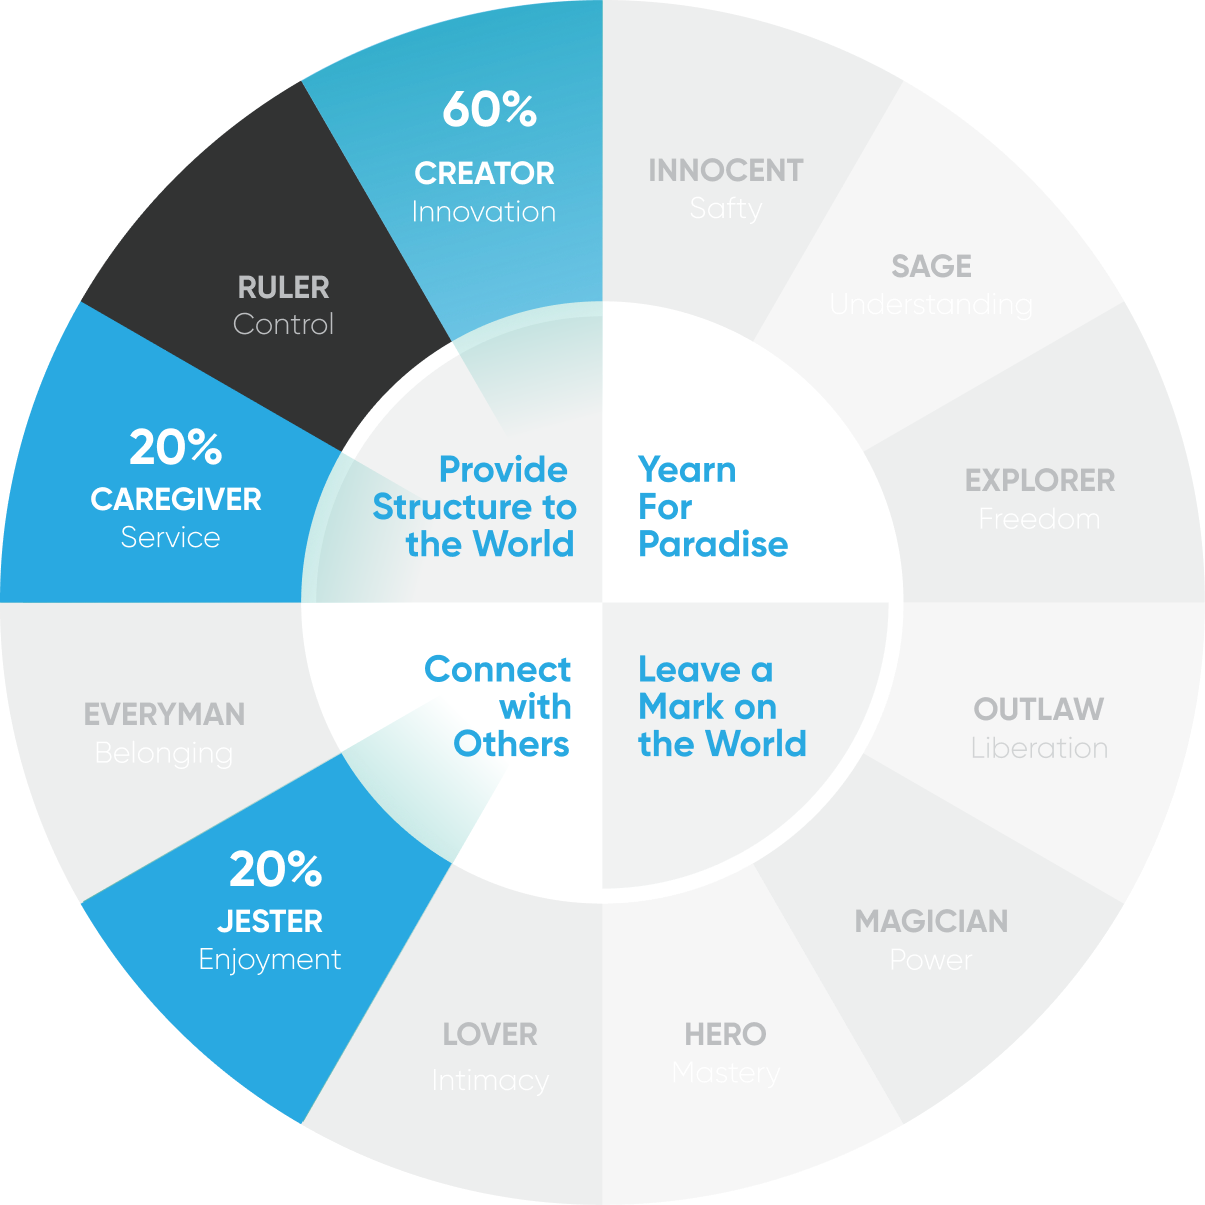 60%
CREATOR
Innovation
INNOCENT
Safty
SAGE
Understanding
EXPLORER
Freedom
OUTLAW
Liberation
MAGICIAN
Power
HERO
Mastery
LOVER
Intimacy
20%
JESTER
Enjoyment
EVERYMAN
Belonging
20%
CAREGIVER
Service
RULER
Control
Provide
Structure to
the World
Yearn
For
Paradise
Connect
with
Others
Leave a
Mark on
the World